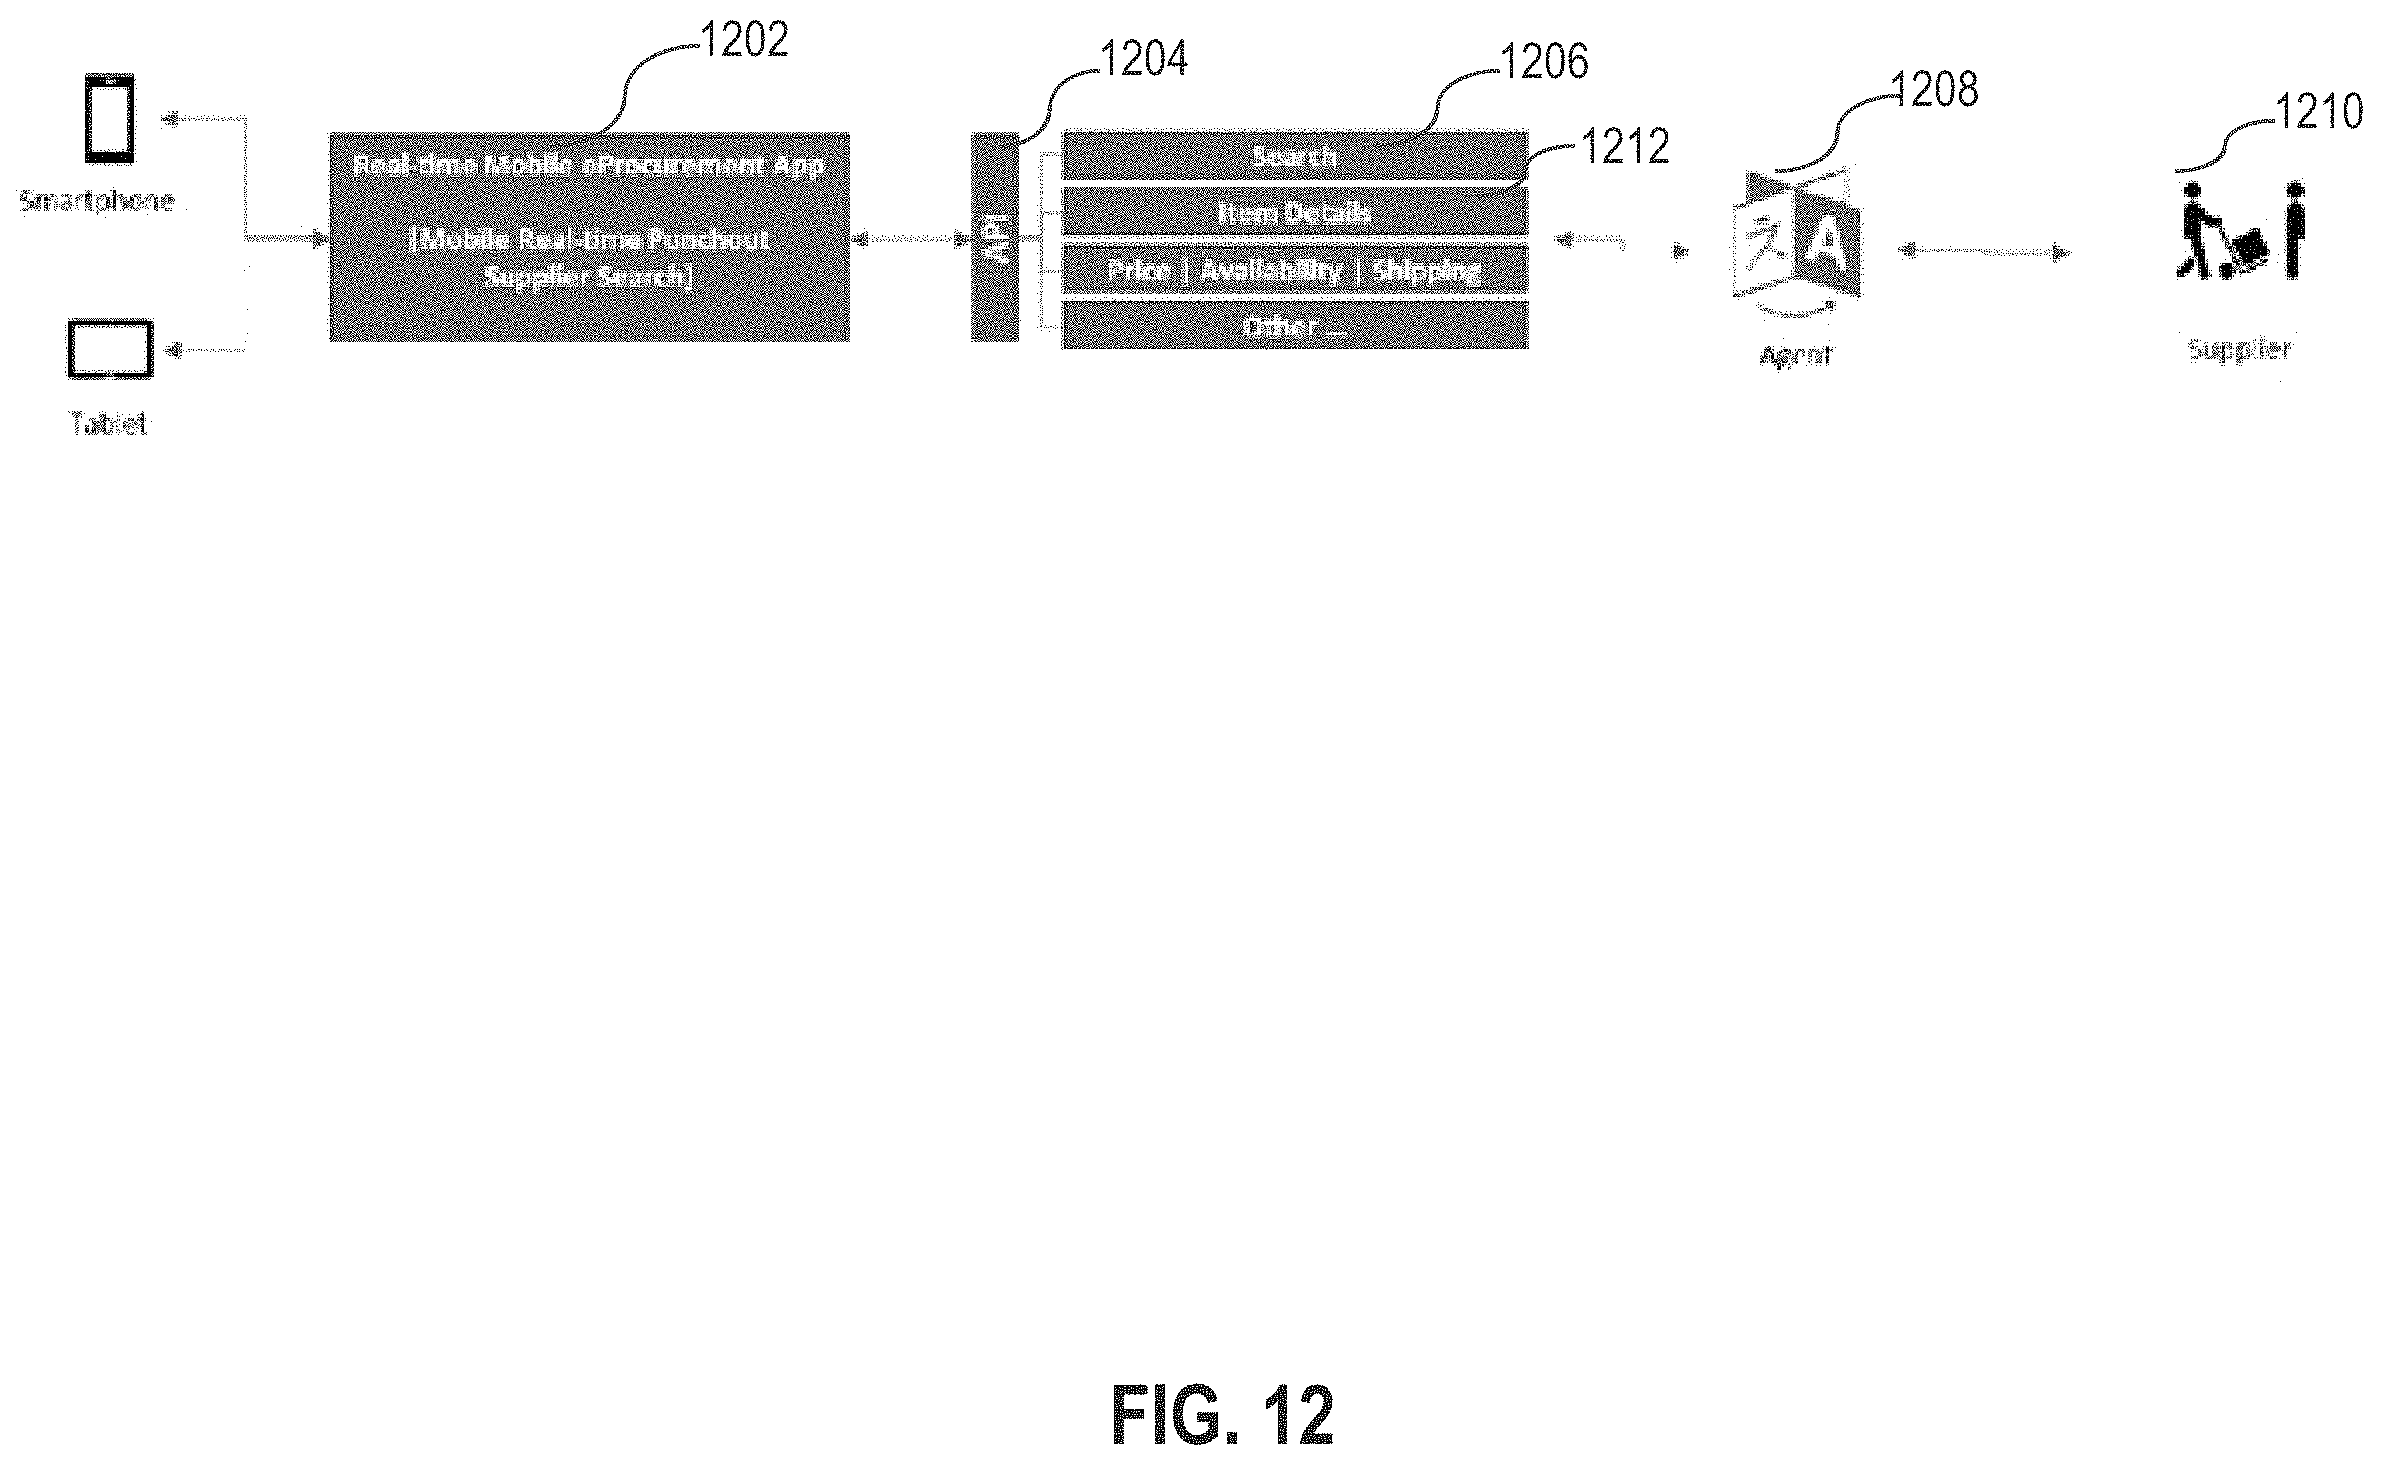 1202
1204
1206
1208
1210
1212
Smartphone
Tablet
Real-time Mobile eProcurement App
[Mobile Real-time Punchout
Supplier Search]
API
Search
Item Details
Price | Availability | Shipping
Other ...
文
A
Agent
Supplier
FIG. 12